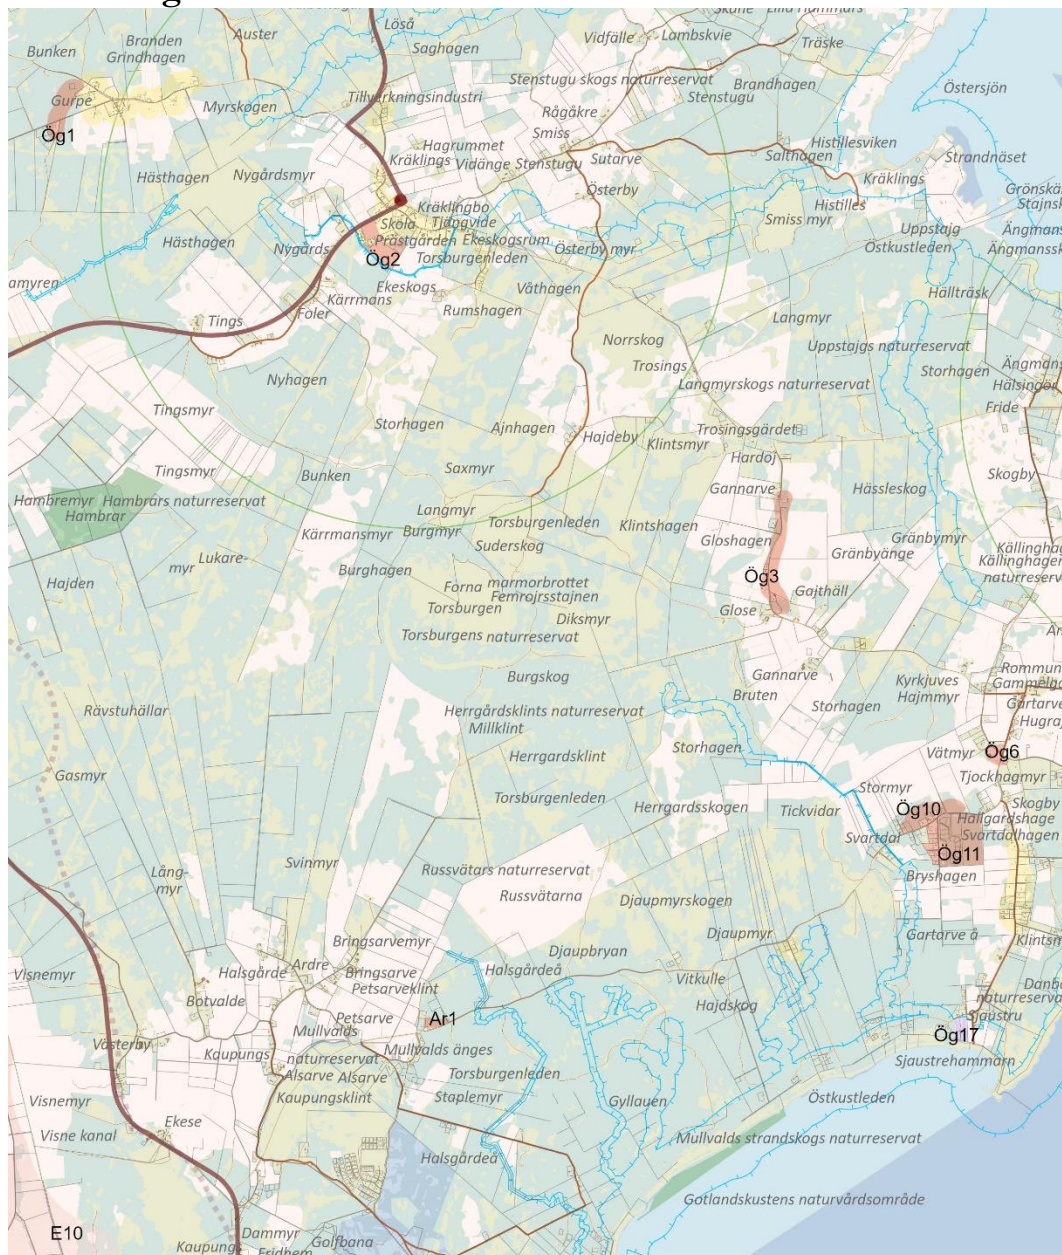 Löså
Skäne
Auster
Saghagen
Vidfälle
Lambskvie
Träske
Branden
Bunken
Grindhagen
Stenstugu skogs naturreservat
Brandhagen
Östersjön
Gurpe
Myrskogen
Tillverkningsindustri
Stenstugu
Rågåkre
Ög1
Smiss
Hagrummet
Histillesviken
Kräklings
Vidänge
Stenstugu
Sutarve
Salthagen
Strandnäset
Hästhagen
Nygårdsmyr
Kräklings
Österby
Kräklingbo
Histilles
Skola
Tjängvide
Smiss myr
Uppstajg
Hästhagen
Nygårds
Prästgården
Ekeskogsrum
Österby myr
Östkustleden
Ög2
Torsburgenleden
Ekeskogs
Våthagen
Hällträsk
Kärrmans
Rumshagen
Foler
Langmyr
Tings
Norrskog
Uppstajgs naturreservat
Trosings
Storhagen
Nyhagen
Langmyrskogs naturreservat
Fride
Tingsmyr
Storhagen
Ajnhagen
Hajdeby
Klintsmyr
Trosingsgärdet
Hardoj
Tingsmyr
Bunken
Saxmyr
Gannarve
Hässleskog
Skogby
Hambremyr
Hambrars naturreservat
Hambrar
Langmyr
Torsburgenleden
Klintshagen
Kärrmansmyr
Burgmyr
Suderskog
Gloshagen
Gränbymyr
Gränbyänge
Lukare-
myr
Burghagen
Hajden
Forna
marmorbrottet
Femrojrsstajnen
Ög3
Gajthäll
Torsburgen
Diksmyr
Glose
Torsburgens naturreservat
Burgskog
Gannarve
Bruten
Kyrkjuves
Hajmmyr
Rävstuhällar
Herrgårdsklints naturreservat
Millklint
Storhagen
Storhagen
Herrgardsklint
Vätmyr
Ög6
Gasmyr
Tjockhagmyr
Torsburgenleden
Stormyr
Herrgardsskogen
Tickvidar
Ög10
Skogby
Hallgardshage
Svartdal
Svartdalhagen
Ög11
Svinmyr
Lång-
myr
Russvätars naturreservat
Bryshagen
Russvätarna
Djaupmyrskogen
Djaupmyr
Gartarve å
Bringsarvemyr
Djaupbryan
Visnemyr
Halsgårde
Ardre
Bringsarve
Halsgårdeå
Vitkulle
Petsarveklint
Botvalde
Hajdskog
Petsarve
Ar1
Sjaustru
Mullvalds
Ög17
Västerby
Kaupungs
Mullvalds änges
naturreservat
Sjaustrehammarn
Alsarve
Alsarve
Torsburgenleden
Visnemyr
Kaupungsklint
Staplemyr
Gyllauen
Östkustleden
Ekese
Visne kanal
Mullvalds strandskogs naturreservat
Halsgårdeå
Gotlandskustens naturvårdsområde
E10
Dammyr
Golfbana
Kaupungs
Fridhem